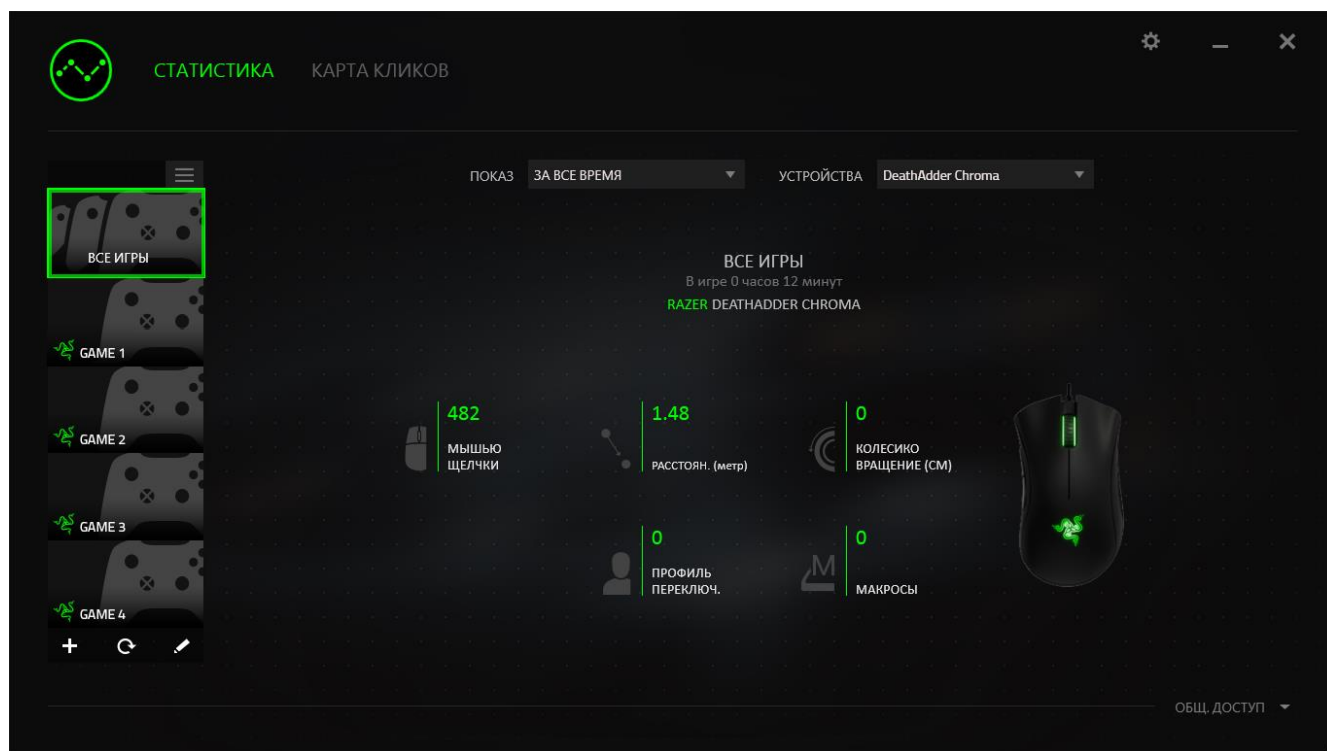 СТАТИСТИКА КАРТА КЛИКОВ
ПОКАЗ ЗА ВСЕ ВРЕМЯ УСТРОЙСТВА DeathAdder Chroma
ВСЕ ИГРЫ
GAME 1
GAME 2
GAME 3
GAME 4
ВСЕ ИГРЫ
В игре 0 часов 12 минут
RAZER DEATHADDER CHROMA
482
МЫШЬЮ
ЩЕЛЧКИ
1.48
РАССТОЯН. (метр)
0
КОЛЕСИКО
ВРАЩЕНИЕ (СМ)
0
ПРОФИЛЬ
ПЕРЕКЛЮЧ.
M
0
МАКРОСЫ
ОБЩ. ДОСТУП